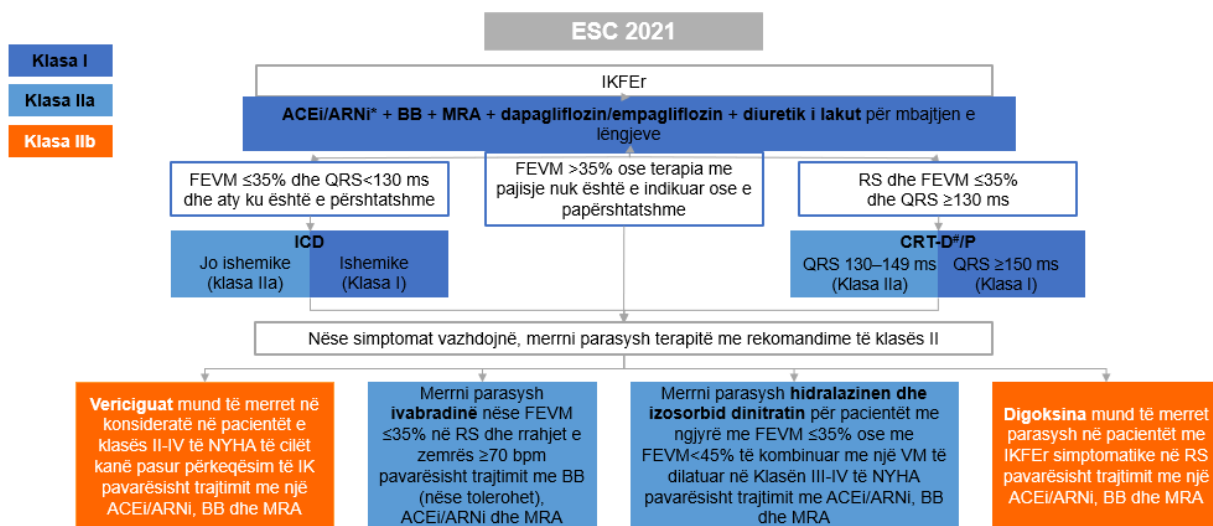 ESC 2021
Klasa I
Klasa IIa
Klasa IIb
IKFEr
ACEi/ARNi* + BB + MRA + dapagliflozin/empagliflozin + diuretik i lakut për mbajtjen e
lëngjeve
FEVM ≤35% dhe QRS<130 ms
dhe aty ku është e përshtatshme
FEVM >35% ose terapia me
pajisje nuk është e indikuar ose e
papërshtatshme
RS dhe FEVM ≤35%
dhe QRS ≥130 ms
ICD
Jo ishemike
(klasa IIa)
Ishemike
(Klasa I)
CRT-D#/P
QRS 130–149 ms
(Klasa IIa)
QRS ≥150 ms
(Klasa I)
Nëse simptomat vazhdojnë, merrni parasysh terapitë me rekomandime të klasës II
Vericiguat mund të merret në
konsideratë në pacientët e
klasës II-IV të NYHA të cilët
kanë pasur përkeqësim të IK
pavarësisht trajtimit me një
ACEi/ARNi, BB dhe MRA
Merrni parasysh
ivabradinë nëse FEVM
≤35% në RS dhe rrahjet e
zemrës ≥70 bpm
pavarësisht trajtimit me BB
(nëse tolerohet),
ACEi/ARNi dhe MRA
Merrni parasysh hidralazinen dhe
izosorbid dinitratin për pacientët me
ngjyrë me FEVM ≤35% ose me
FEVM<45% të kombinuar me një VM të
dilatuar në Klasën III-IV të NYHA
pavarësisht trajtimit me ACEi/ARNi, BB
dhe MRA
Digoksina mund të merret
parasysh në pacientët me
IKFEr simptomatike në RS
pavarësisht trajtimit me një
ACEi/ARNi, BB dhe MRA